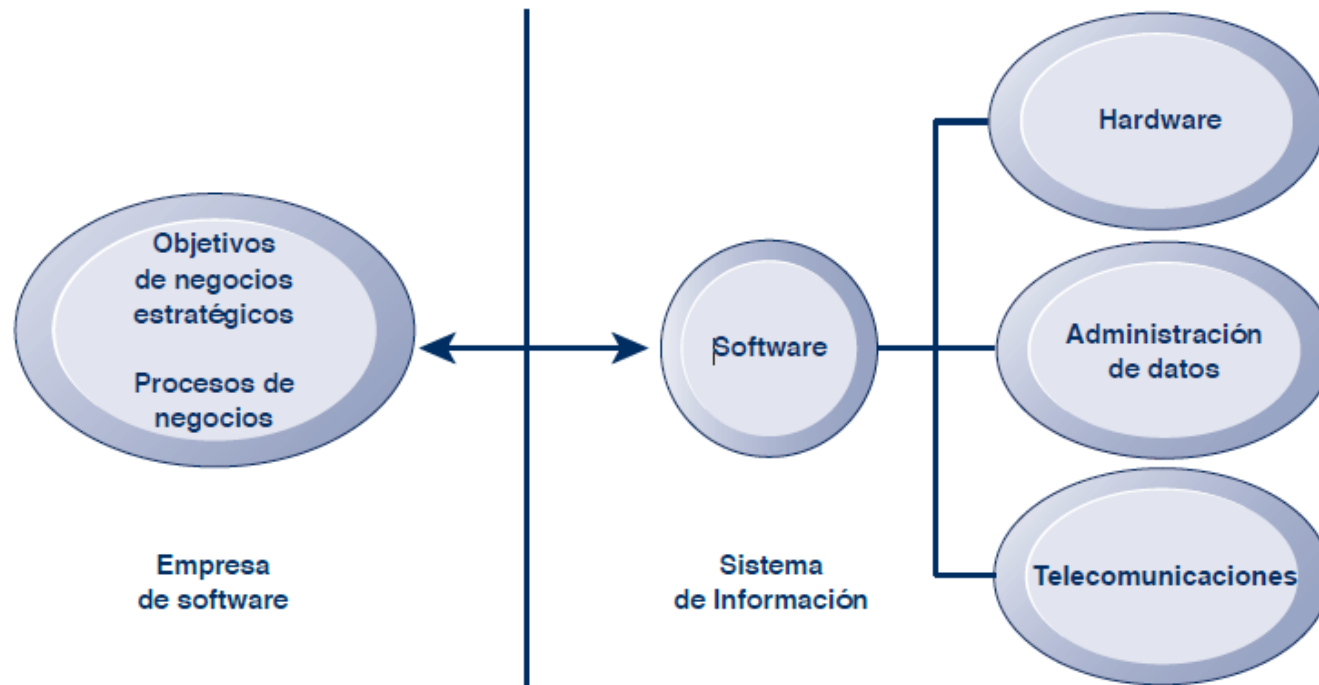 Objetivos
de negocios
estratégicos
Procesos de
negocios
Empresa
de software
Software
Sistema
de Información
Hardware
Administración
de datos
Telecomunicaciones